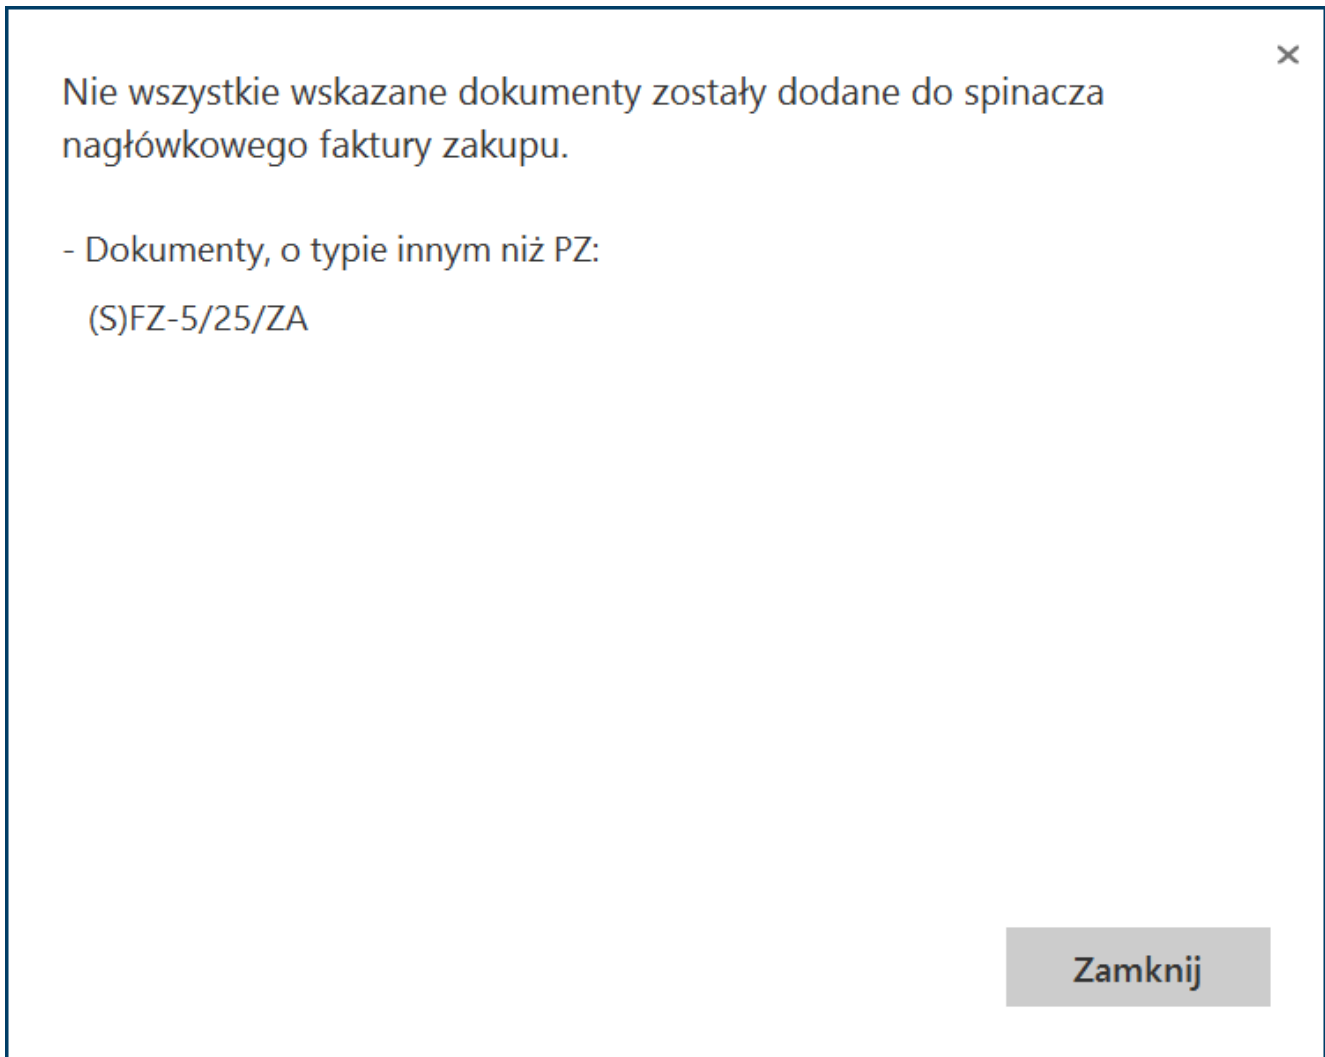 Nie wszystkie wskazane dokumenty zostały dodane do spinacza
nagłówkowego faktury zakupu.
- Dokumenty, o typie innym niż PZ:
(S)FZ-5/25/ZA
Zamknij